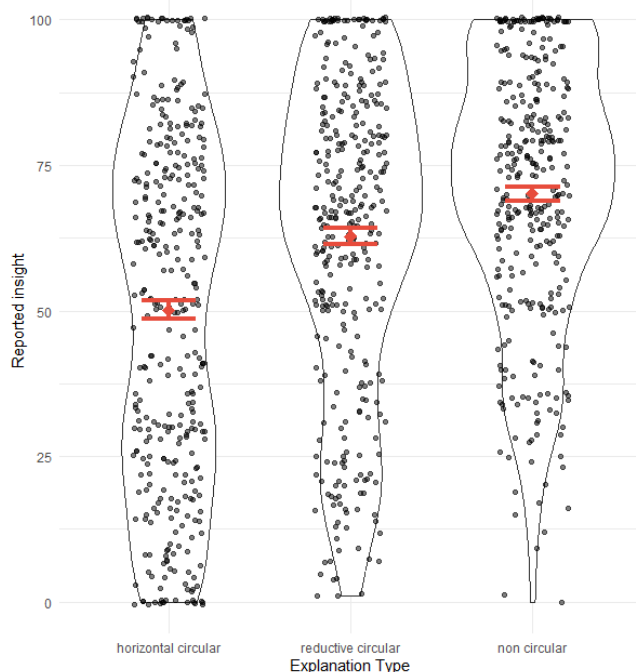 100
75
50
25
0
Reported insight
horizontal circular
reductive circular
non circular
Explanation Type